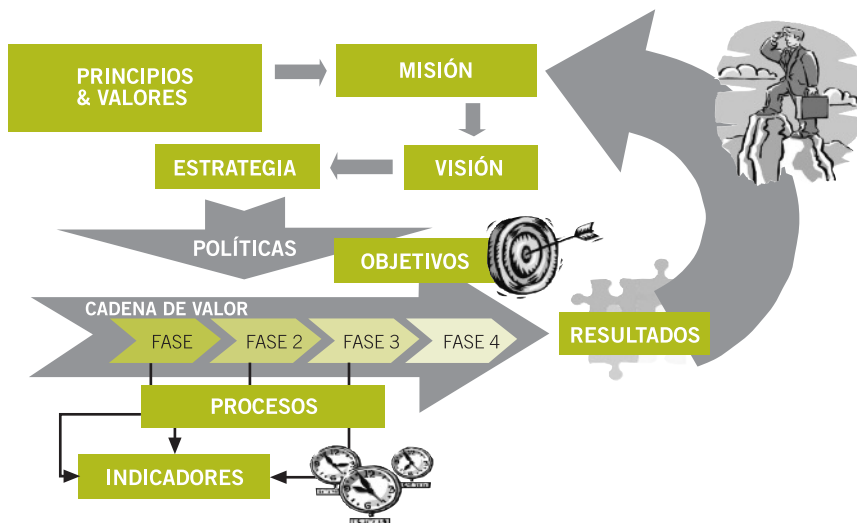 PRINCIPIOS
& VALORES
MISIÓN
ESTRATEGIA
VISIÓN
POLÍTICAS
OBJETIVOS
CADENA DE VALOR
FASE
FASE 2
FASE 3
FASE 4
RESULTADOS
PROCESOS
INDICADORES